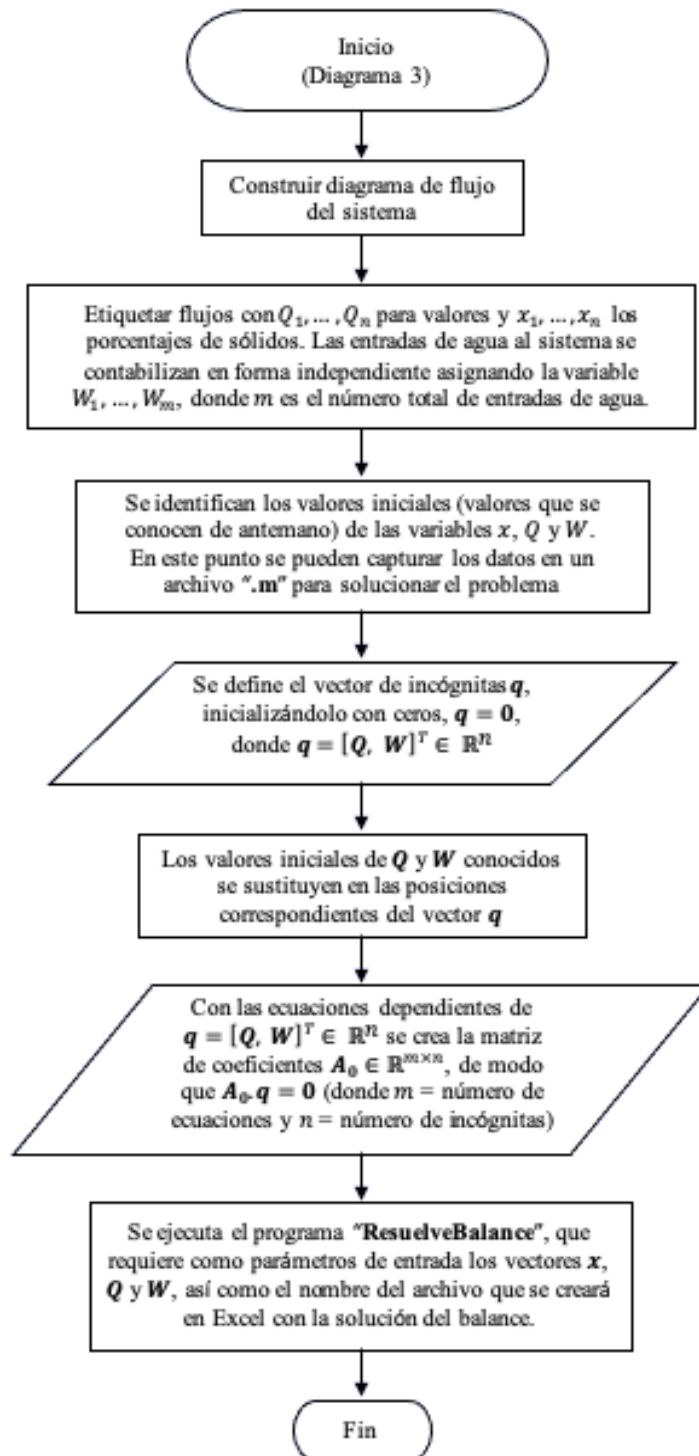 Inicio
(Diagrama 3)
Construir diagrama de flujo
del sistema
Etiquetar flujos con Q₁, … , Qₙ para valores y x₁, … , xₙ los
porcentajes de sólidos. Las entradas de agua al sistema se
contabilizan en forma independiente asignando la variable
W₁, … , Wₘ, donde m es el número total de entradas de agua.
Se identifican los valores iniciales (valores que se
conocen de antemano) de las variables x, Q y W.
En este punto se pueden capturar los datos en un
archivo “.m” para solucionar el problema
Se define el vector de incógnitas q,
inicializándolo con ceros, q = 0,
donde q = [Q, W]ᵀ ∈ ℝⁿ
Los valores iniciales de Q y W conocidos
se sustituyen en las posiciones
correspondientes del vector q
Con las ecuaciones dependientes de
q = [Q, W]ᵀ ∈ ℝⁿ se crea la matriz
de coeficientes A₀ ∈ ℝᵐˣⁿ, de modo
que A₀.q = 0 (donde m = número de
ecuaciones y n = número de incógnitas)
Se ejecuta el programa “ResuelveBalance”, que
requiere como parámetros de entrada los vectores x,
Q y W, así como el nombre del archivo que se creará
en Excel con la solución del balance.
Fin